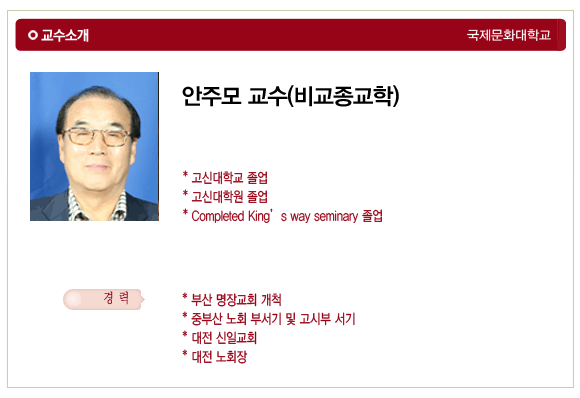 교수소개
국제문화대학교
안주모 교수(비교종교학)
* 고신대학교 졸업
* 고신대학원 졸업
* Completed King’s way seminary 졸업
경 력
* 부산 명장교회 개척
* 중부산 노회 부서기 및 고시부 서기
* 대전 신일교회
* 대전 노회장